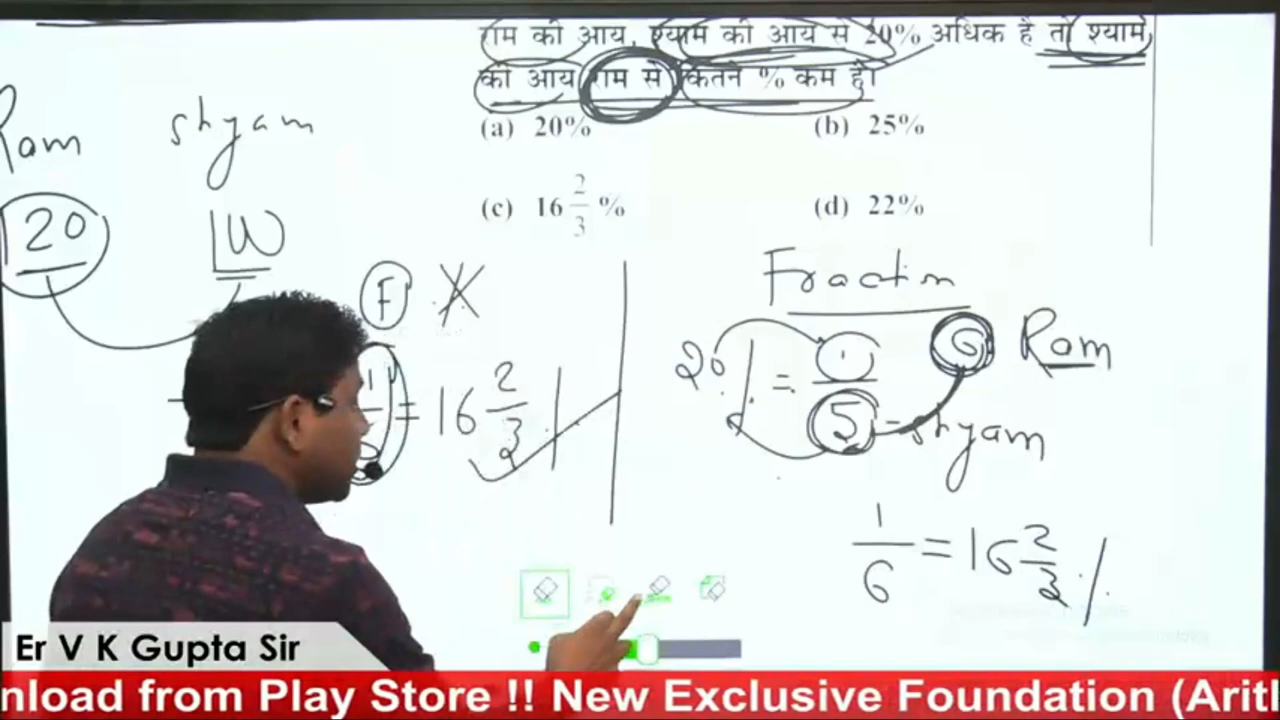 राम की आय, श्याम की आय से 20% अधिक है तो श्याम
की आय राम से कितने % कम है।
(a) 20%
(b) 25%
(c) 16 2/3 %
(d) 22%
Ram shyam
120 100
F
= 16 2/3 %
Fraction
20% = 1/5 - shyam
6 Ram
1/6 = 16 2/3 %
Er V K Gupta Sir
nload from Play Store !! New Exclusive Foundation (Arit